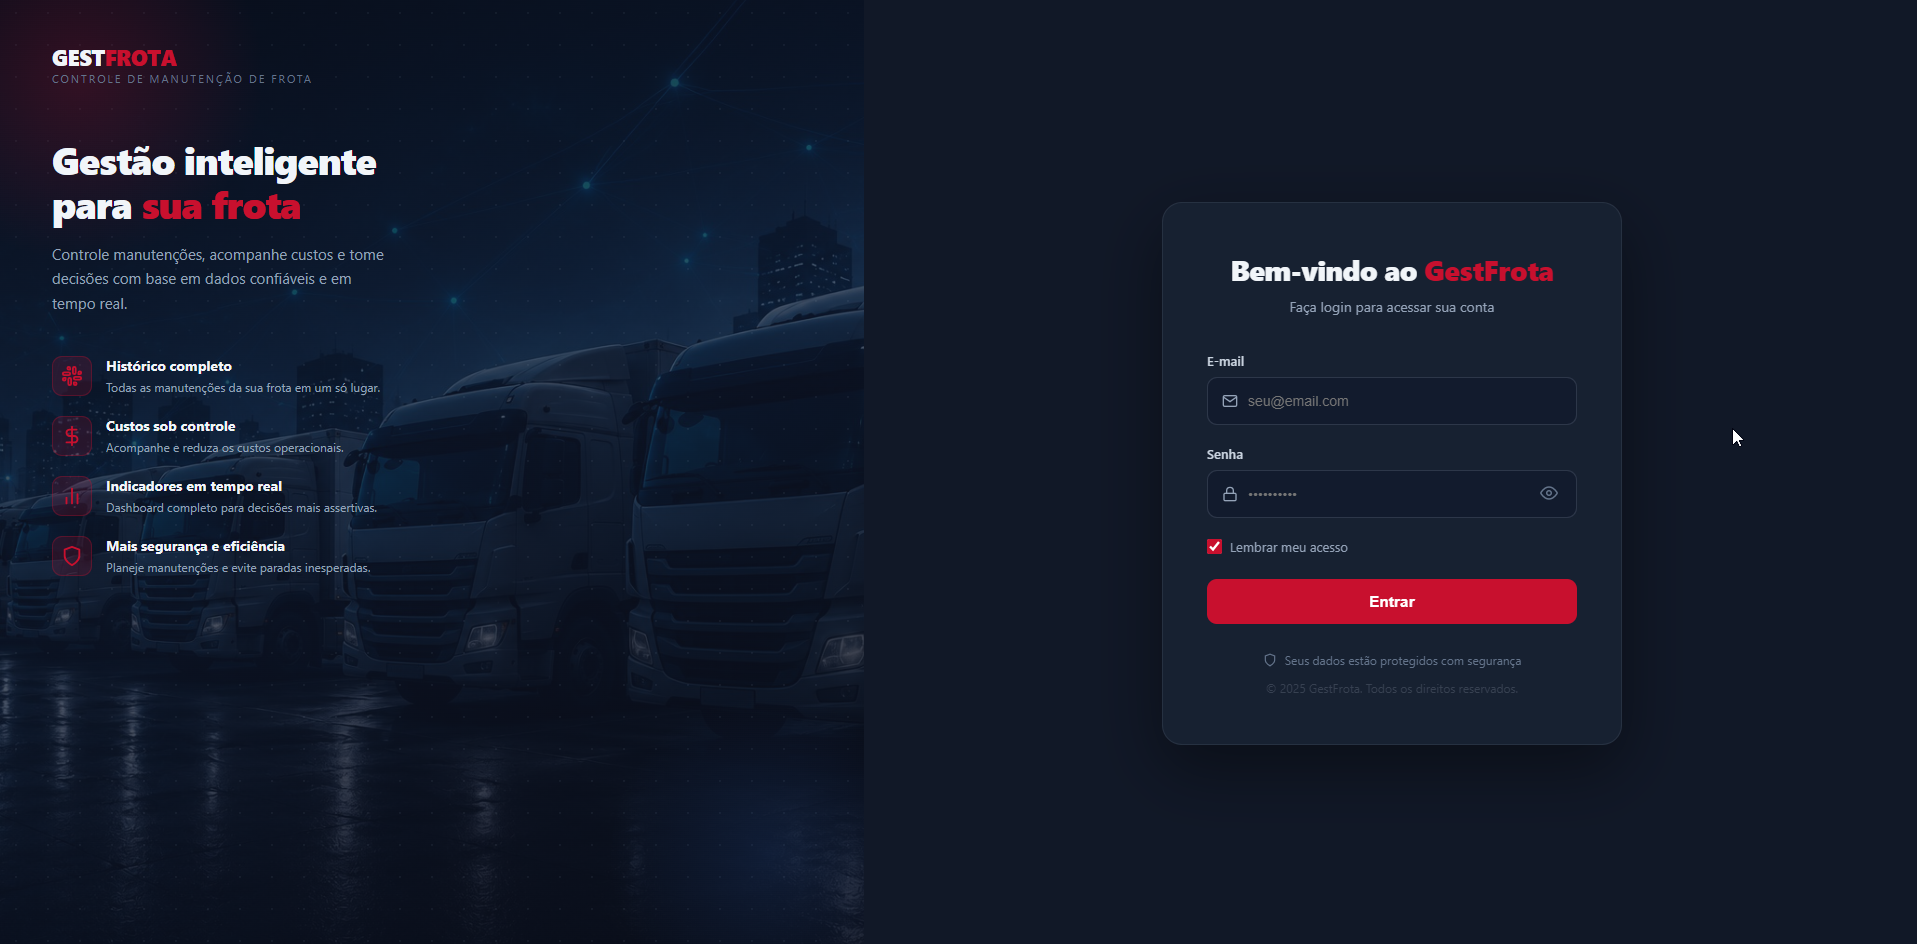 GESTFROTA
CONTROLE DE MANUTENÇÃO DE FROTA
Gestão inteligente
para sua frota
Controle manutenções, acompanhe custos e tome
decisões com base em dados confiáveis e em
tempo real.
Histórico completo
Todas as manutenções da sua frota em um só lugar.
Custos sob controle
Acompanhe e reduza os custos operacionais.
Indicadores em tempo real
Dashboard completo para decisões mais assertivas.
Mais segurança e eficiência
Planeje manutenções e evite paradas inesperadas.
Bem-vindo ao GestFrota
Faça login para acessar sua conta
E-mail
seu@email.com
Senha
••••••••••
Lembrar meu acesso
Entrar
Seus dados estão protegidos com segurança
© 2025 GestFrota. Todos os direitos reservados.